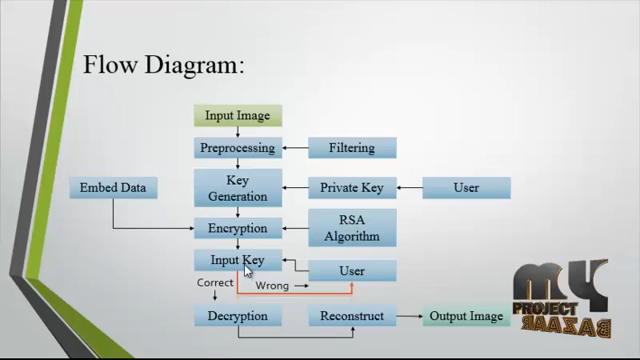 Flow Diagram:
Input Image
Preprocessing
Filtering
Embed Data
Key
Generation
Private Key
User
Encryption
RSA
Algorithm
Input Key
User
Correct
Wrong
Decryption
Reconstruct
Output Image
my
PROJECT
BAZAAR